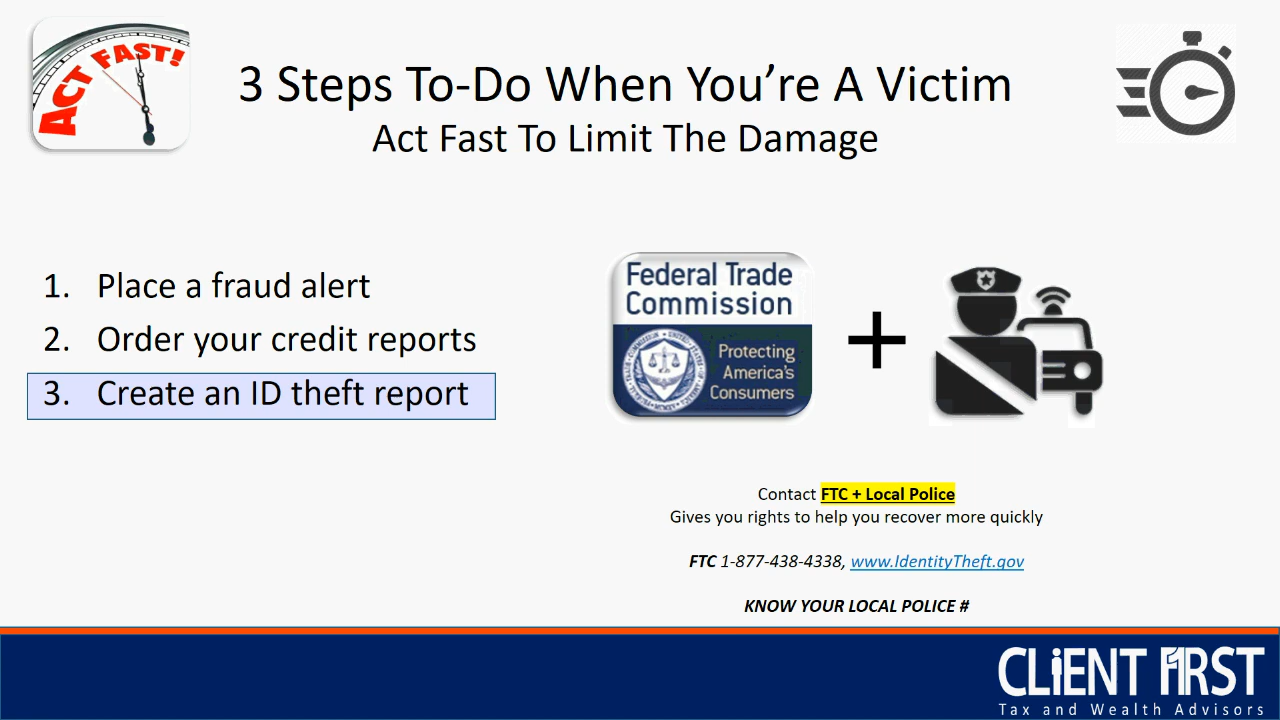 ACT FAST!
3 Steps To-Do When You’re A Victim
Act Fast To Limit The Damage
1. Place a fraud alert
2. Order your credit reports
3. Create an ID theft report
Federal Trade
Commission
Protecting
America's
Consumers
Contact FTC + Local Police
Gives you rights to help you recover more quickly
FTC 1-877-438-4338, www.IdentityTheft.gov
KNOW YOUR LOCAL POLICE #
CLiENT F1RST
Tax and Wealth Advisors